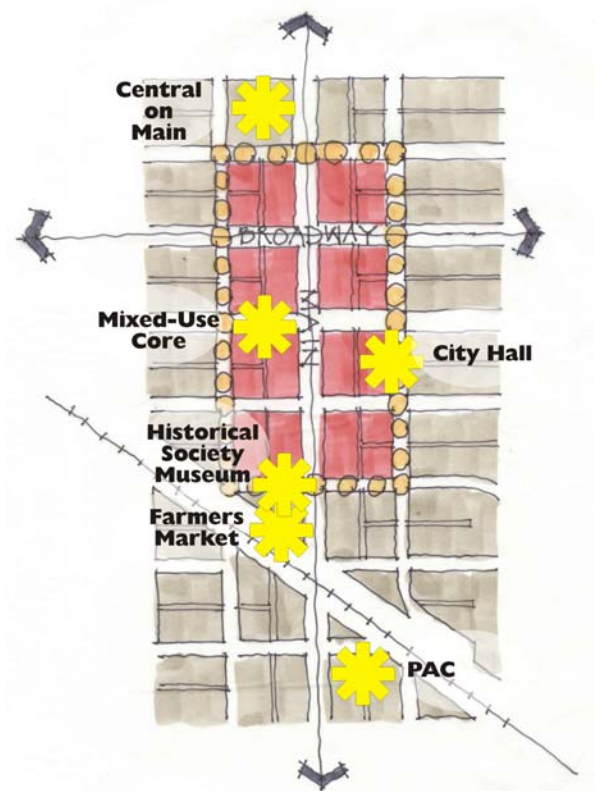 Central
on
Main
BROADWAY
MAIN
Mixed-Use
Core
City Hall
Historical
Society
Museum
Farmers
Market
PAC